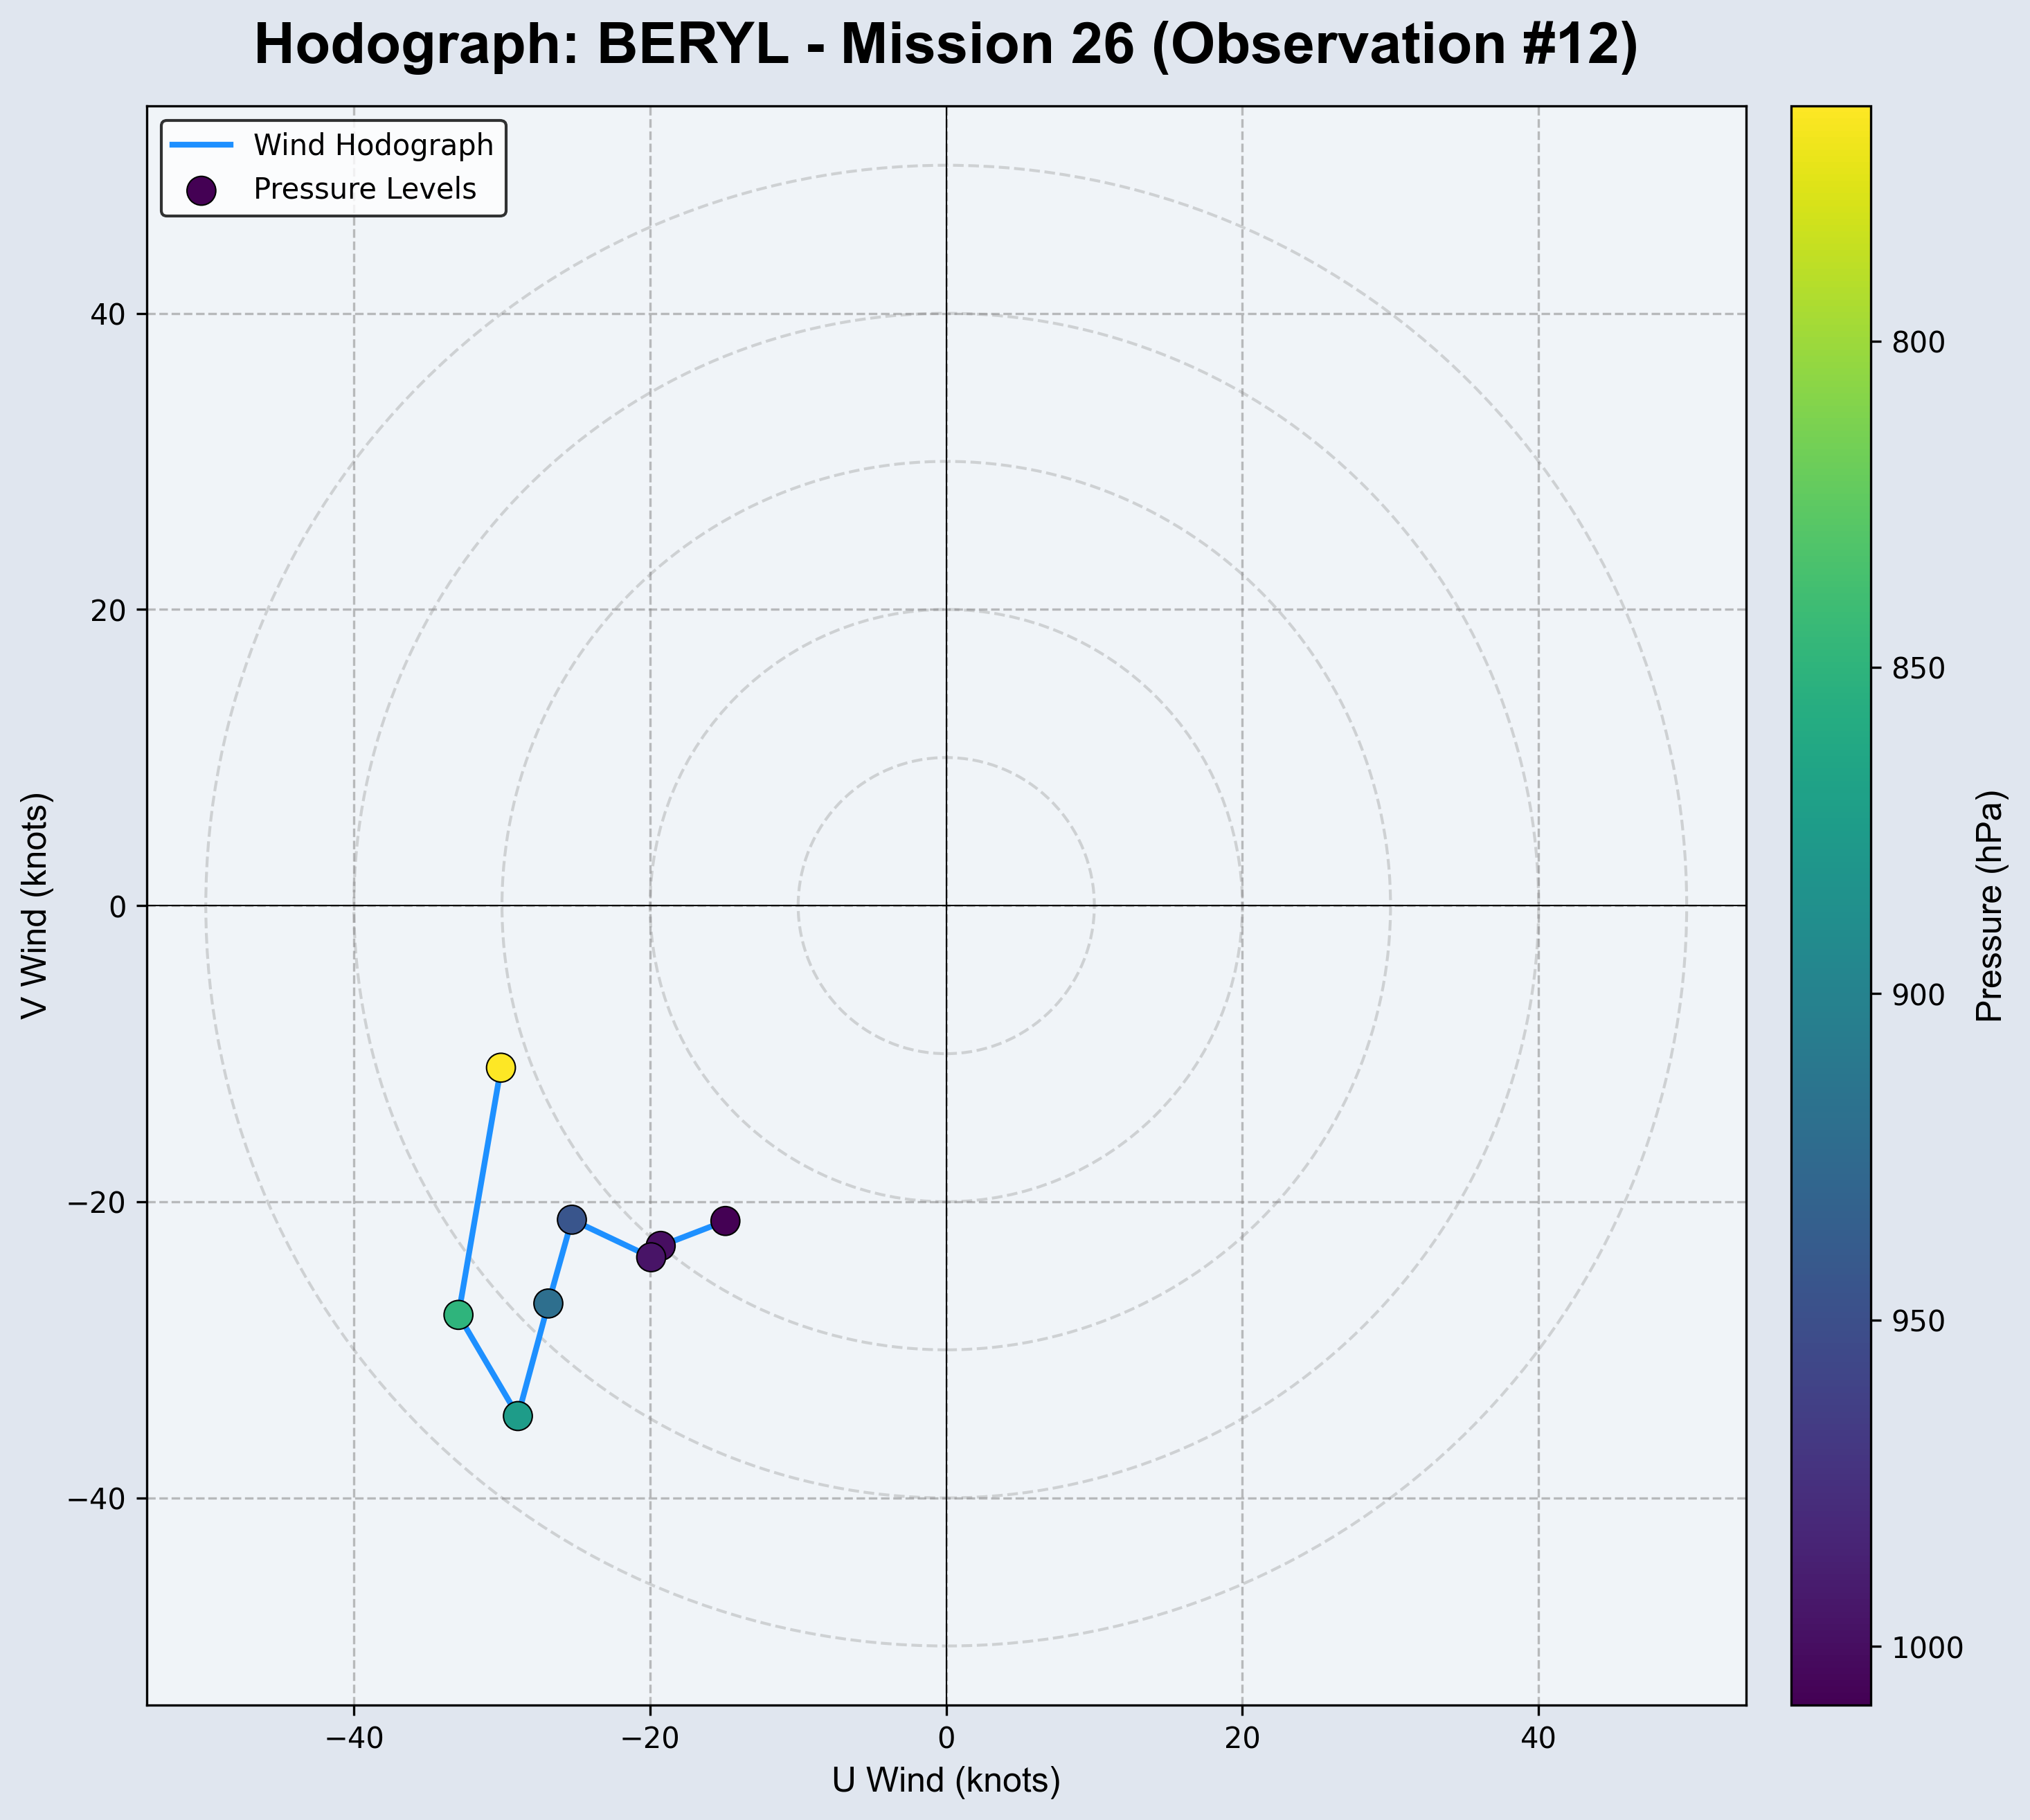 Hodograph: BERYL - Mission 26 (Observation #12)
Wind Hodograph
Pressure Levels
40
20
0
−20
−40
V Wind (knots)
−40
−20
0
20
40
U Wind (knots)
800
850
900
950
1000
Pressure (hPa)